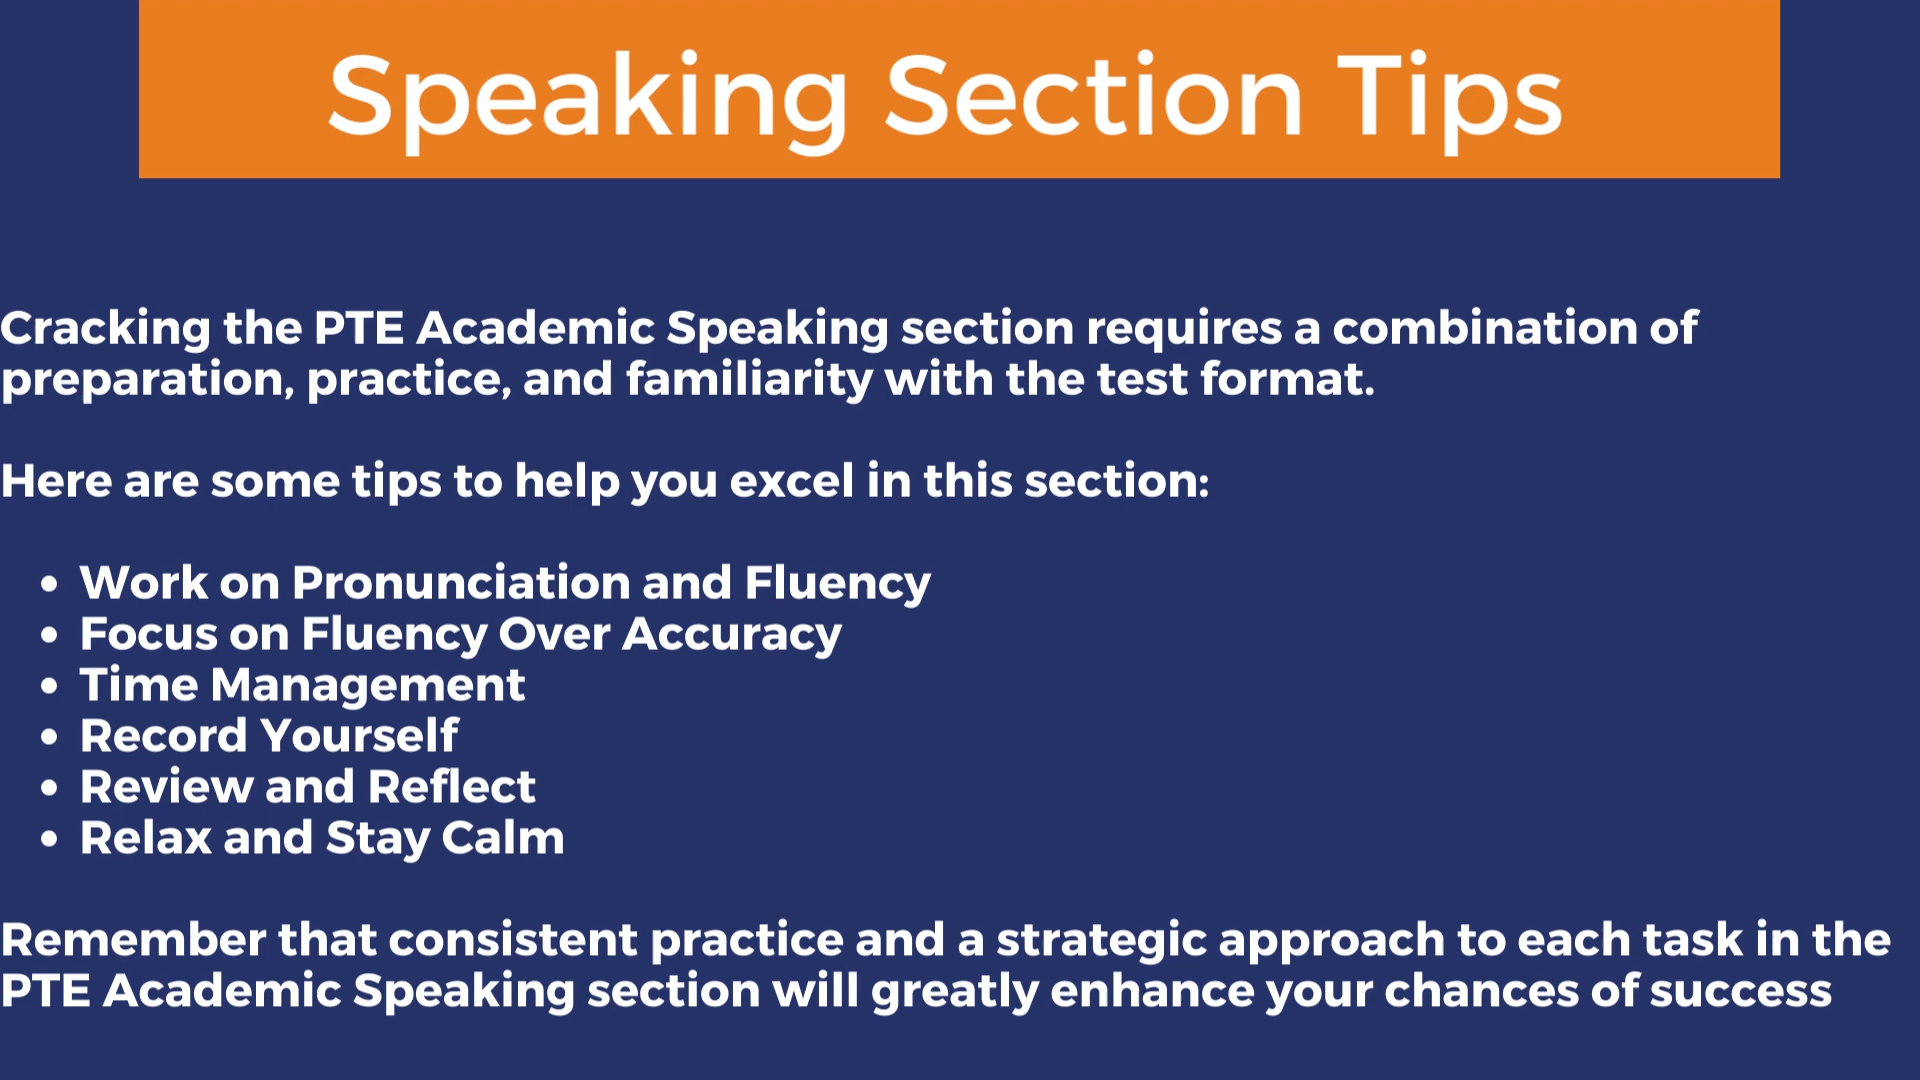 Speaking Section Tips
Cracking the PTE Academic Speaking section requires a combination of
preparation, practice, and familiarity with the test format.
Here are some tips to help you excel in this section:
• Work on Pronunciation and Fluency
• Focus on Fluency Over Accuracy
• Time Management
• Record Yourself
• Review and Reflect
• Relax and Stay Calm
Remember that consistent practice and a strategic approach to each task in the
PTE Academic Speaking section will greatly enhance your chances of success